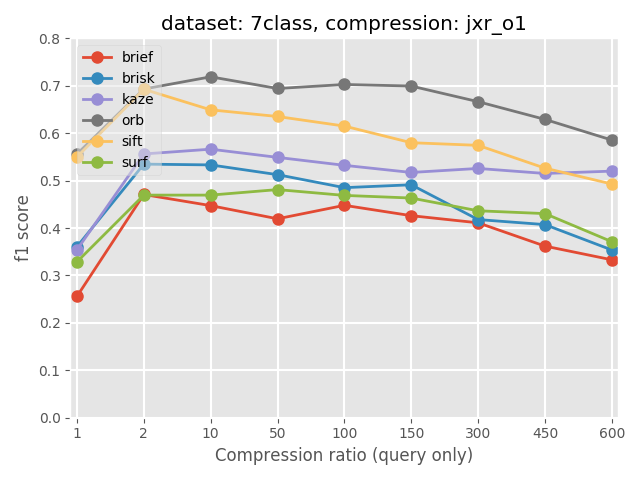 dataset: 7class, compression: jxr_o1
brief
brisk
kaze
orb
sift
surf
f1 score
0.8
0.7
0.6
0.5
0.4
0.3
0.2
0.1
0.0
1 2 10 50 100 150 300 450 600
Compression ratio (query only)